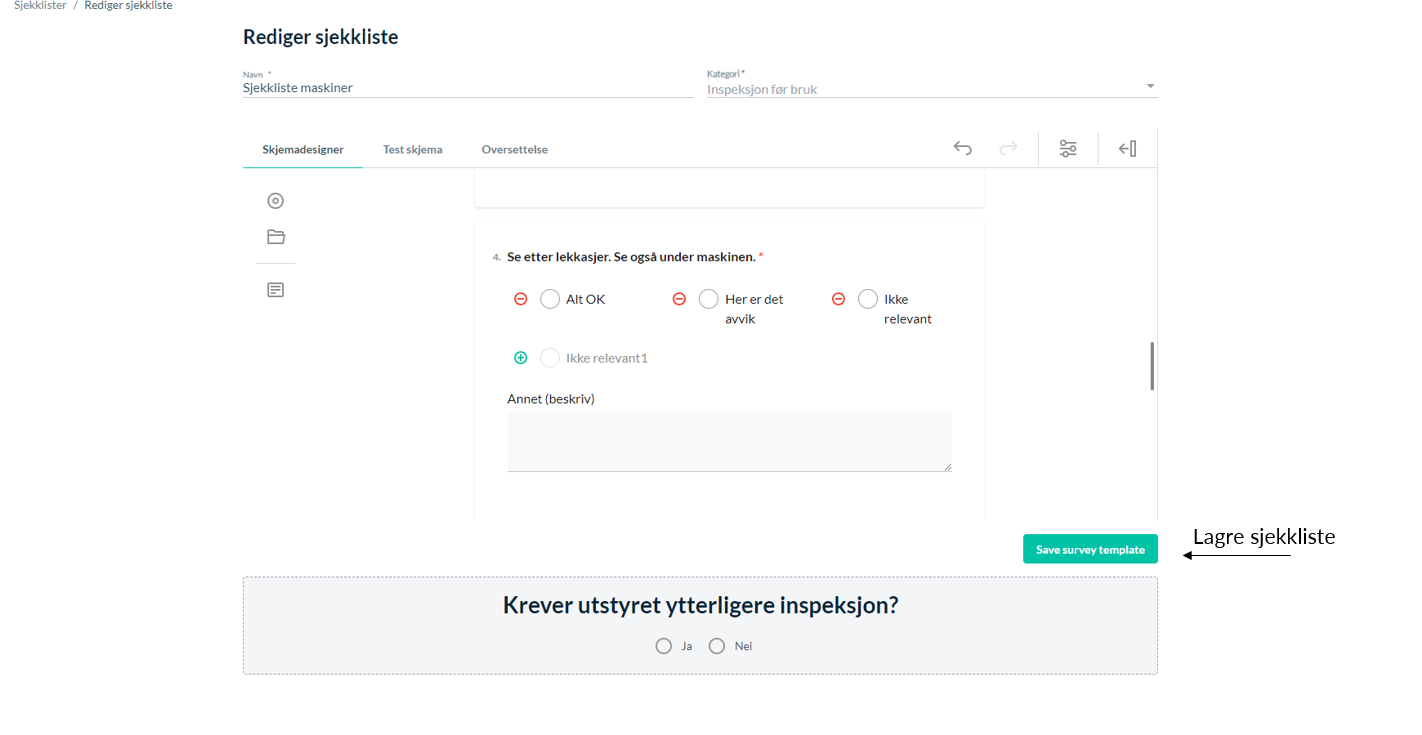 Sjekklister / Rediger sjekkliste
Rediger sjekkliste
Navn *
Kategori *
Sjekkliste maskiner
Inspeksjon før bruk
Skjemadesigner Test skjema Oversettelse
4. Se etter lekkasjer. Se også under maskinen. *
Alt OK
Her er det
avvik
Ikke
relevant
Ikke relevant1
Annet (beskriv)
Save survey template
Lagre sjekkliste
Krever utstyret ytterligere inspeksjon?
Ja Nei